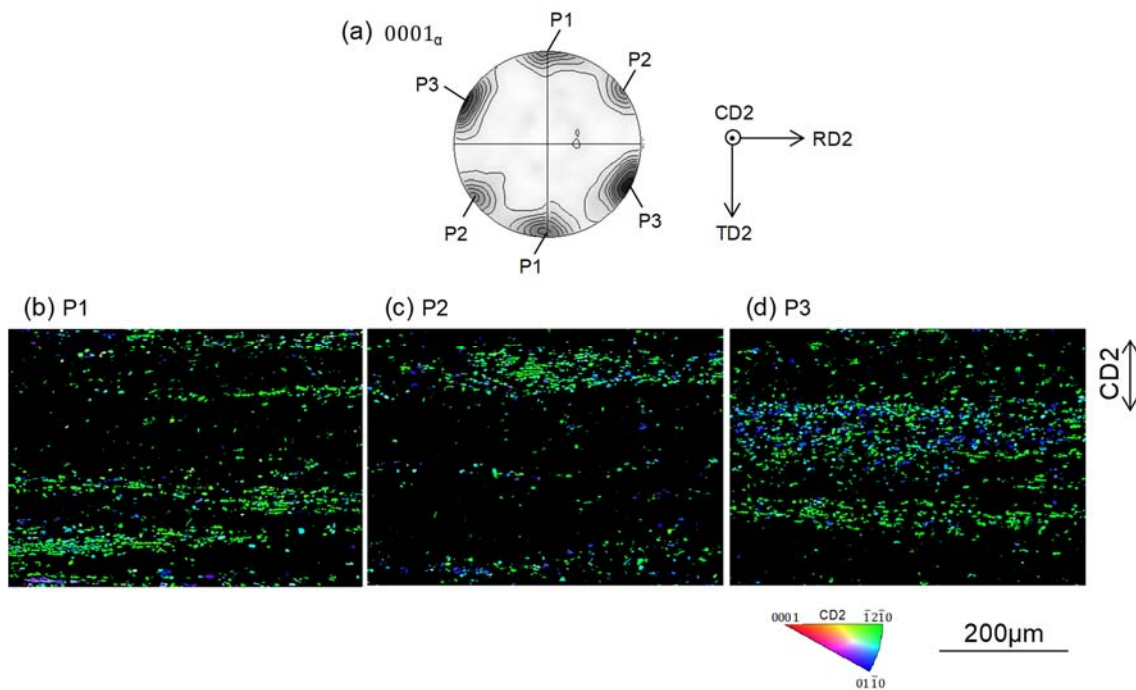 (a) 0001α
P1
P2
P3
P2
P1
P3
CD2
RD2
TD2
(b) P1
(c) P2
(d) P3
CD2
0001
CD2
1̄21̄0
011̄0
200μm